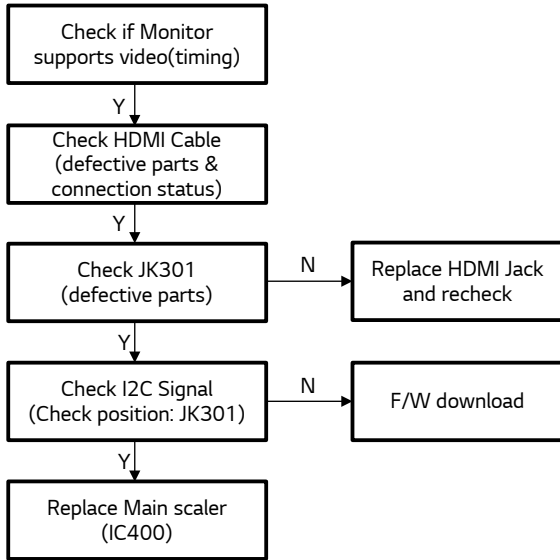 Check if Monitor
supports video(timing)
Y
Check HDMI Cable
(defective parts &
connection status)
Y
Check JK301
(defective parts)
N
Replace HDMI Jack
and recheck
Y
Check I2C Signal
(Check position: JK301)
N
F/W download
Y
Replace Main scaler
(IC400)